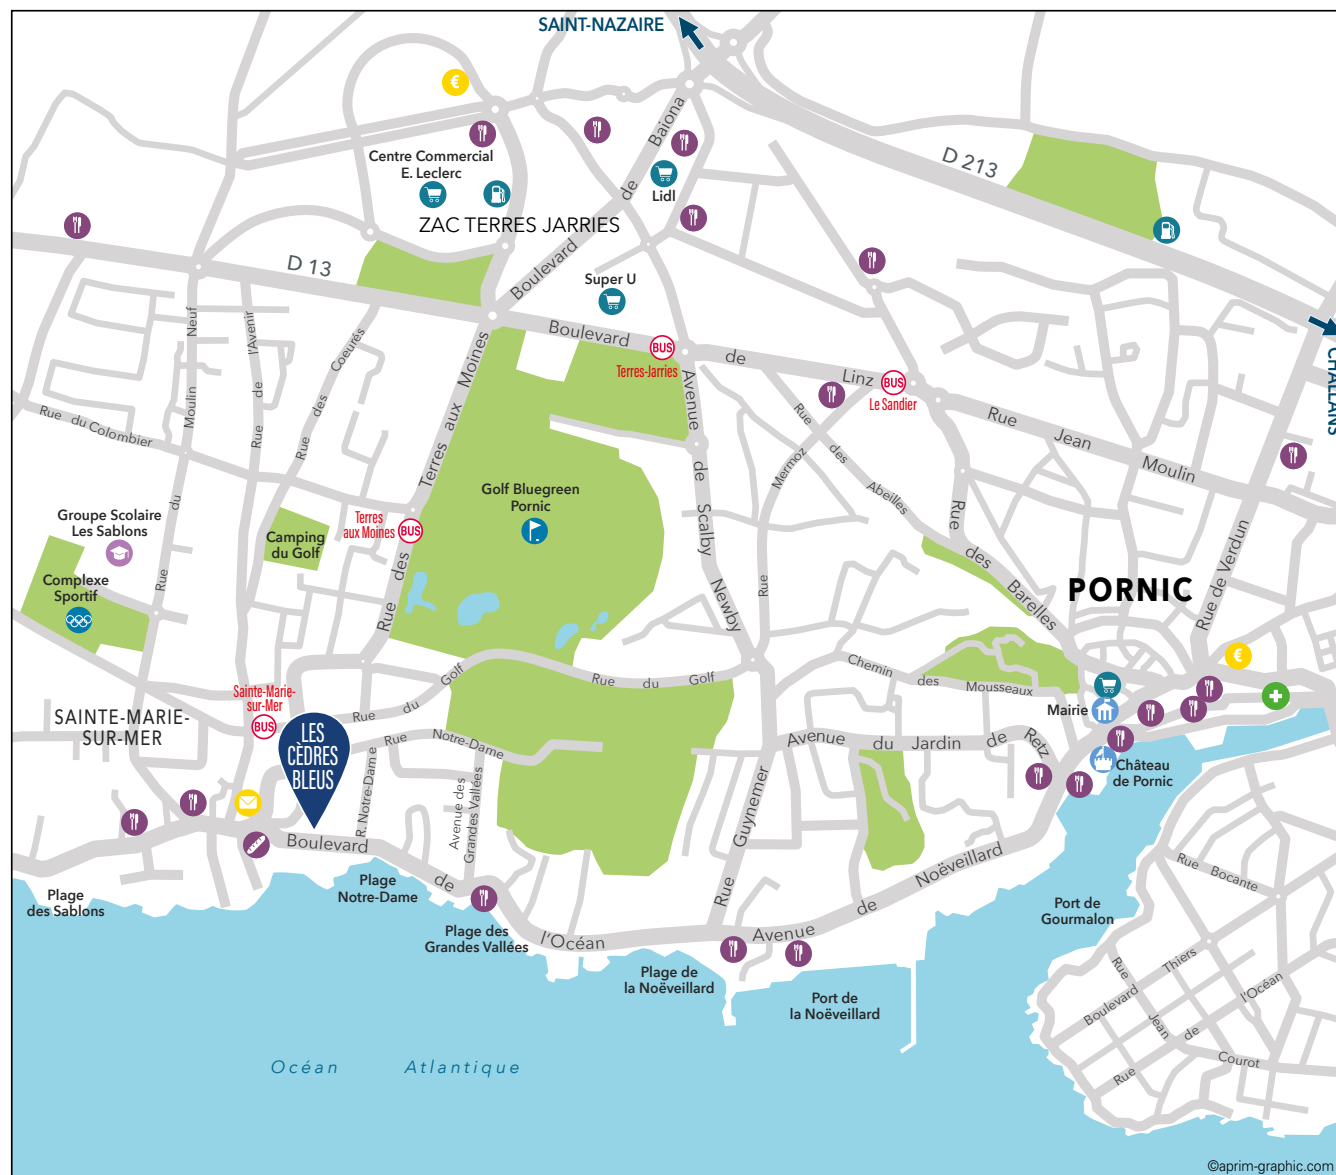 SAINT-NAZAIRE
€
Boulevard de Baiona
D 213
Centre Commercial
E. Leclerc
Lidl
ZAC TERRES JARRIES
D 13
Super U
CHALLANS
Boulevard de Linz
BUS
Terres-Jarries
BUS
Le Sandier
Rue du Moulin Neuf
Rue de l'Avenir
Rue des Coeurés
Rue des Terres aux Moines
Avenue de Scalby Newby
Rue Mermoz
Rue des Abeilles
Rne des Barelles
Rue Jean Moulin
Rue de Verdun
Rue du Colombier
Groupe Scolaire
Les Sablons
Complexe
Sportif
Camping
du Golf
Terres
aux Moines
BUS
Golf Bluegreen
Pornic
PORNIC
€
Sainte-Marie-
sur-Mer
BUS
SAINTE-MARIE-
SUR-MER
LES
CÈDRES
BLEUS
Rue du Golf
Rue du Golf
Chemin des Mousseaux
Mairie
Rue Notre-Dame
R. Notre-Dame
Avenue des
Grandes Vallées
Avenue du Jardin de Retz
Château
de Pornic
Rue Guynemer
Boulevard de l'Océan
Avenue de Noëveillard
Plage
des Sablons
Plage
Notre-Dame
Plage des
Grandes Vallées
Plage de
la Noëveillard
Port de
la Noëveillard
Port de
Gourmalon
Rue Bocante
Boulevard Thiers
Rue Jean Courot
Rue de l'Océan
Océan Atlantique
©aprim-graphic.com